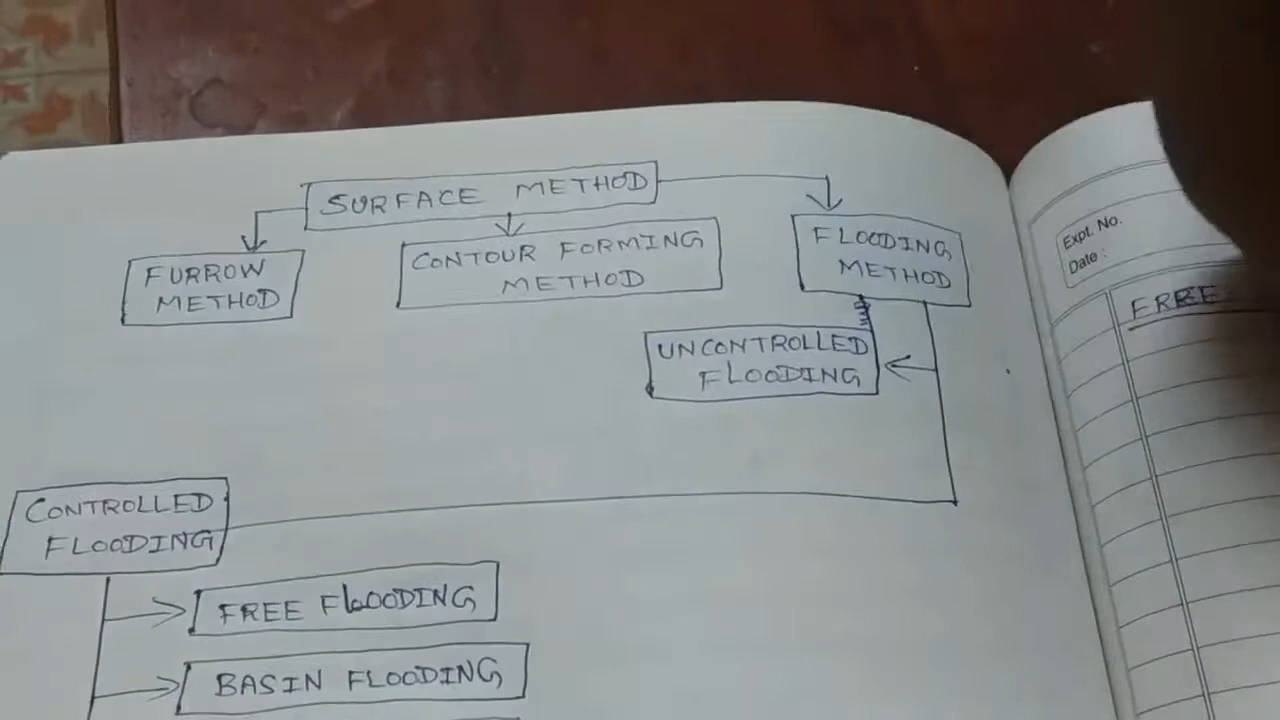 SURFACE METHOD
FURROW
METHOD
CONTOUR FORMING
METHOD
FLOODING
METHOD
UNCONTROLLED
FLOODING
CONTROLLED
FLOODING
FREE FLOODING
BASIN FLOODING
Expt. No.
Date :
FREE